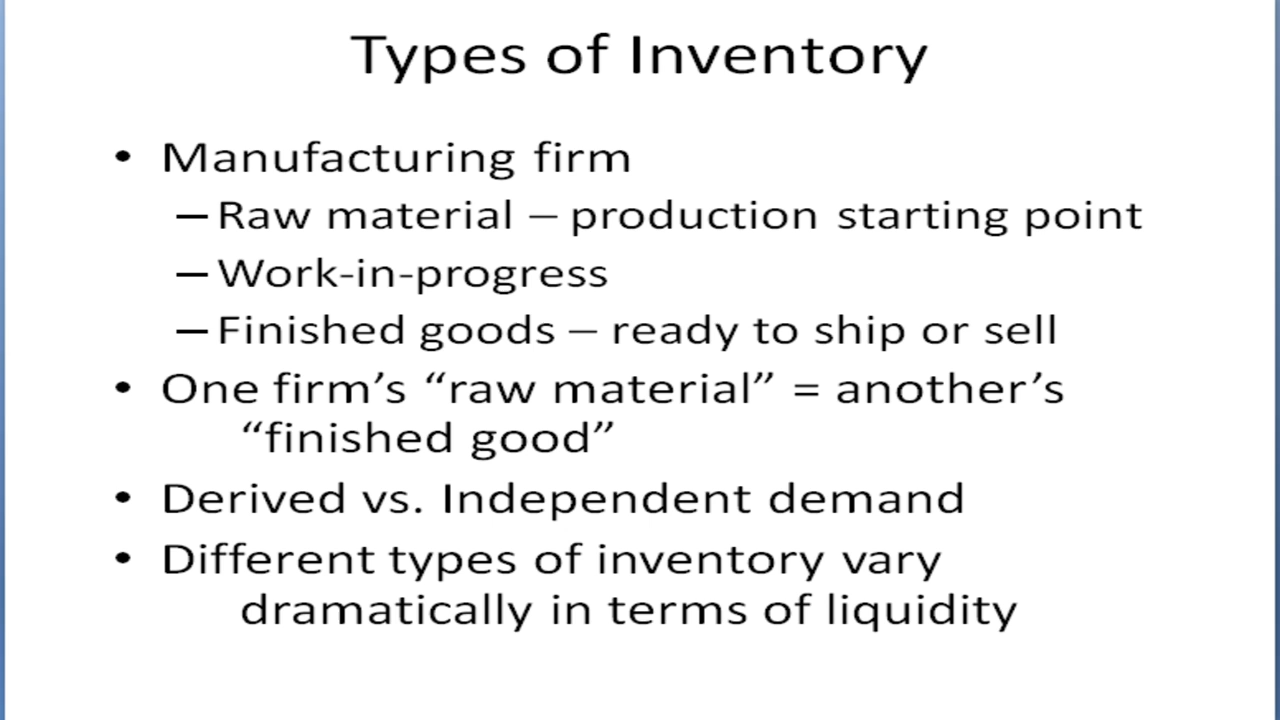 Types of Inventory
• Manufacturing firm
– Raw material – production starting point
– Work-in-progress
– Finished goods – ready to ship or sell
• One firm’s “raw material” = another’s
“finished good”
• Derived vs. Independent demand
• Different types of inventory vary
dramatically in terms of liquidity